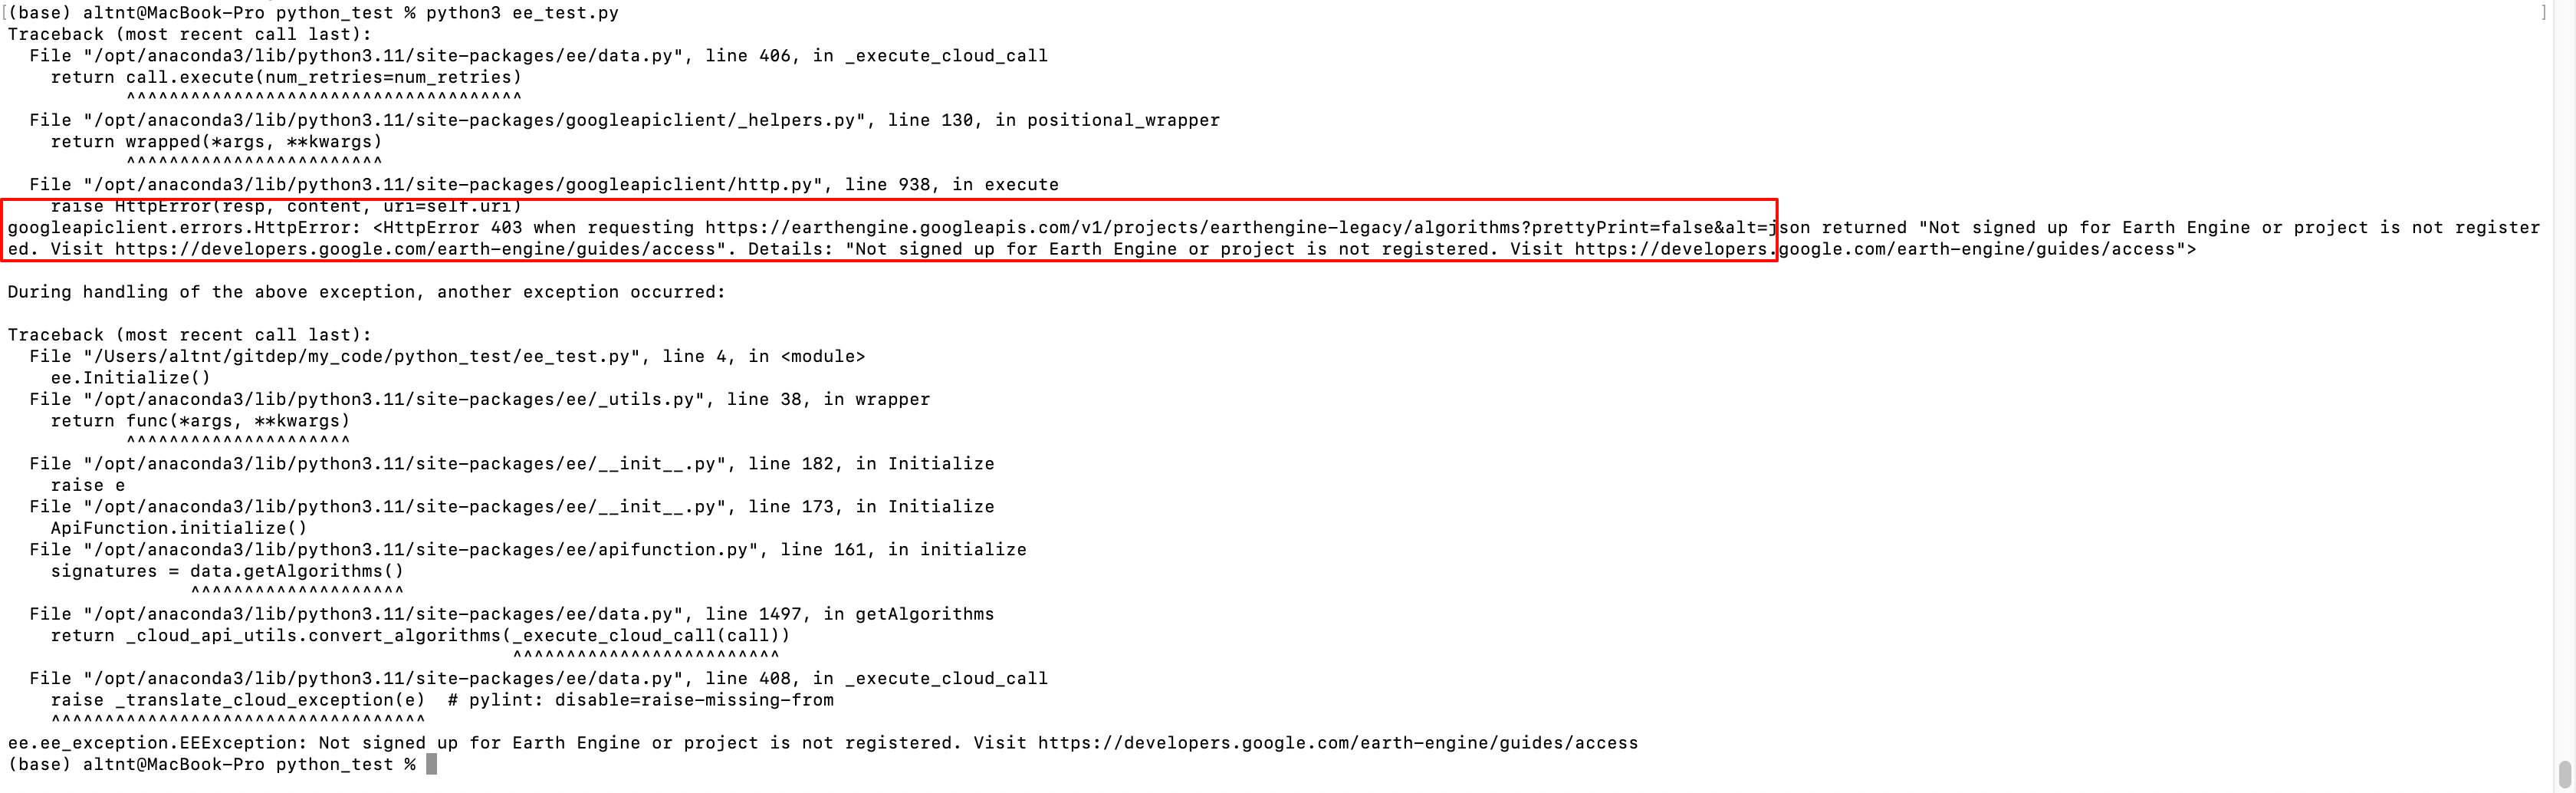 [(base) altnt@MacBook-Pro python_test % python3 ee_test.py ]
Traceback (most recent call last):
  File "/opt/anaconda3/lib/python3.11/site-packages/ee/data.py", line 406, in _execute_cloud_call
    return call.execute(num_retries=num_retries)
           ^^^^^^^^^^^^^^^^^^^^^^^^^^^^^^^^^^^^^
  File "/opt/anaconda3/lib/python3.11/site-packages/googleapiclient/_helpers.py", line 130, in positional_wrapper
    return wrapped(*args, **kwargs)
           ^^^^^^^^^^^^^^^^^^^^^^^^
  File "/opt/anaconda3/lib/python3.11/site-packages/googleapiclient/http.py", line 938, in execute
    raise HttpError(resp, content, uri=self.uri)
googleapiclient.errors.HttpError: <HttpError 403 when requesting https://earthengine.googleapis.com/v1/projects/earthengine-legacy/algorithms?prettyPrint=false&alt=json returned "Not signed up for Earth Engine or project is not register
ed. Visit https://developers.google.com/earth-engine/guides/access". Details: "Not signed up for Earth Engine or project is not registered. Visit https://developers.google.com/earth-engine/guides/access">
During handling of the above exception, another exception occurred:
Traceback (most recent call last):
  File "/Users/altnt/gitdep/my_code/python_test/ee_test.py", line 4, in <module>
    ee.Initialize()
  File "/opt/anaconda3/lib/python3.11/site-packages/ee/_utils.py", line 38, in wrapper
    return func(*args, **kwargs)
           ^^^^^^^^^^^^^^^^^^^^^
  File "/opt/anaconda3/lib/python3.11/site-packages/ee/__init__.py", line 182, in Initialize
    raise e
  File "/opt/anaconda3/lib/python3.11/site-packages/ee/__init__.py", line 173, in Initialize
    ApiFunction.initialize()
  File "/opt/anaconda3/lib/python3.11/site-packages/ee/apifunction.py", line 161, in initialize
    signatures = data.getAlgorithms()
                 ^^^^^^^^^^^^^^^^^^^^
  File "/opt/anaconda3/lib/python3.11/site-packages/ee/data.py", line 1497, in getAlgorithms
    return _cloud_api_utils.convert_algorithms(_execute_cloud_call(call))
                                               ^^^^^^^^^^^^^^^^^^^^^^^^^
  File "/opt/anaconda3/lib/python3.11/site-packages/ee/data.py", line 408, in _execute_cloud_call
    raise _translate_cloud_exception(e)  # pylint: disable=raise-missing-from
    ^^^^^^^^^^^^^^^^^^^^^^^^^^^^^^^^^^^
ee.ee_exception.EEException: Not signed up for Earth Engine or project is not registered. Visit https://developers.google.com/earth-engine/guides/access
(base) altnt@MacBook-Pro python_test %